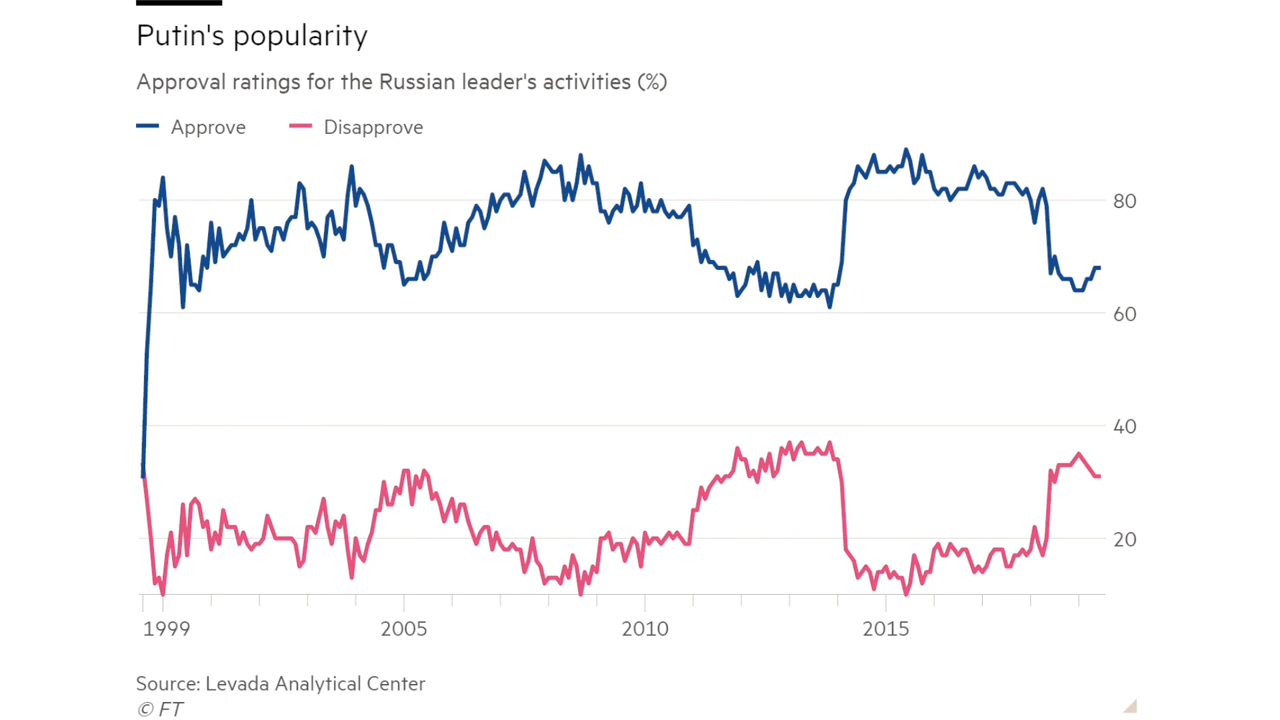 Putin's popularity
Approval ratings for the Russian leader's activities (%)
Approve Disapprove
80
60
40
20
1999 2005 2010 2015
Source: Levada Analytical Center
© FT